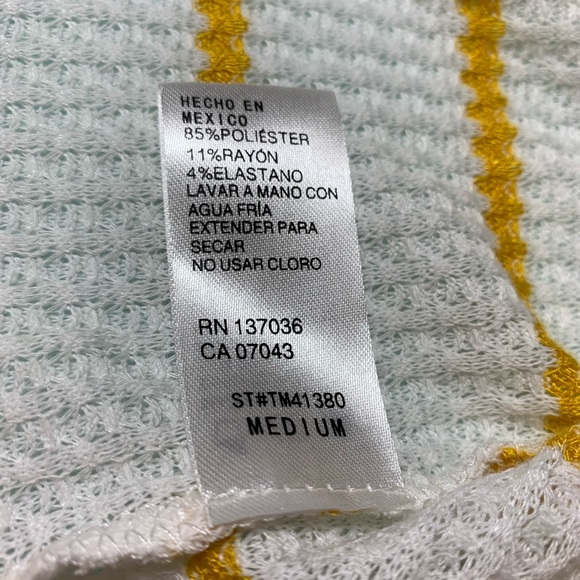 HECHO EN
MEXICO
85%POLIÉSTER
11%RAYÓN
4%ELASTANO
LAVAR A MANO CON
AGUA FRÍA
EXTENDER PARA
SECAR
NO USAR CLORO
RN 137036
CA 07043
ST#TM41380
MEDIUM